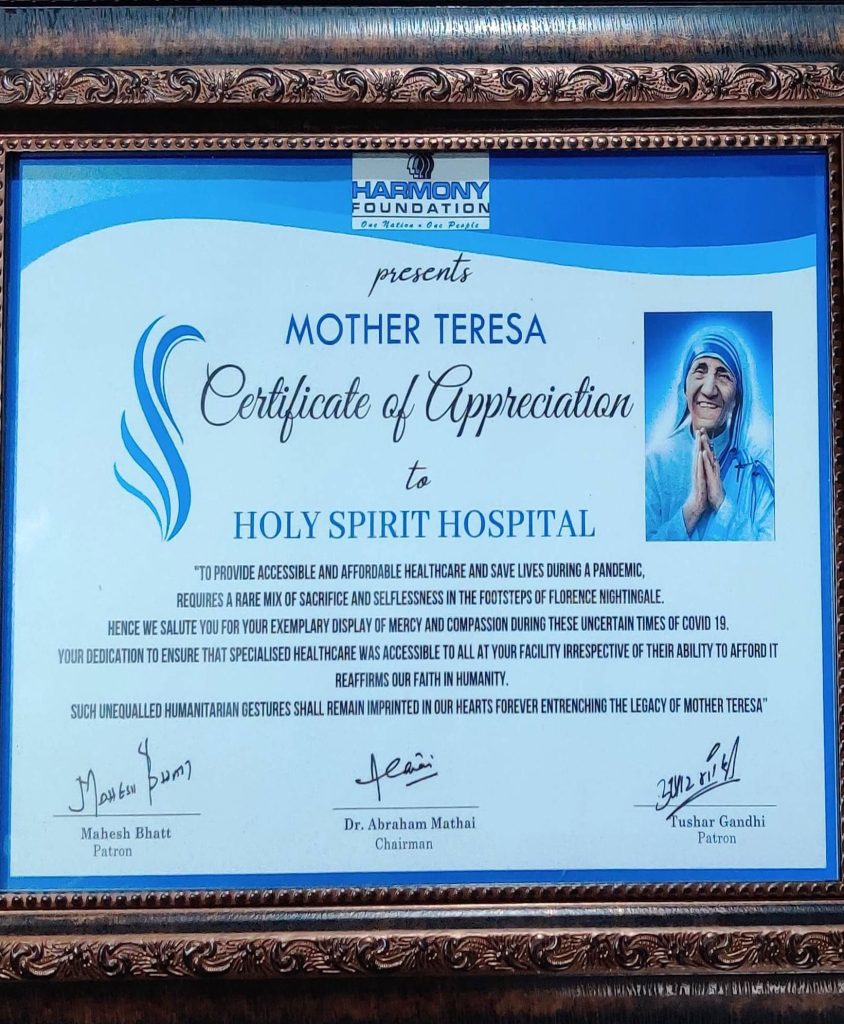 HARMONY
FOUNDATION
One Nation • One People
presents
MOTHER TERESA
Certificate of Appreciation
to
HOLY SPIRIT HOSPITAL
"TO PROVIDE ACCESSIBLE AND AFFORDABLE HEALTHCARE AND SAVE LIVES DURING A PANDEMIC,
REQUIRES A RARE MIX OF SACRIFICE AND SELFLESSNESS IN THE FOOTSTEPS OF FLORENCE NIGHTINGALE.
HENCE WE SALUTE YOU FOR YOUR EXEMPLARY DISPLAY OF MERCY AND COMPASSION DURING THESE UNCERTAIN TIMES OF COVID 19.
YOUR DEDICATION TO ENSURE THAT SPECIALISED HEALTHCARE WAS ACCESSIBLE TO ALL AT YOUR FACILITY IRRESPECTIVE OF THEIR ABILITY TO AFFORD IT
REAFFIRMS OUR FAITH IN HUMANITY.
SUCH UNEQUALLED HUMANITARIAN GESTURES SHALL REMAIN IMPRINTED IN OUR HEARTS FOREVER ENTRENCHING THE LEGACY OF MOTHER TERESA"
Mahesh Bhatt
Patron
Dr. Abraham Mathai
Chairman
Tushar Gandhi
Patron